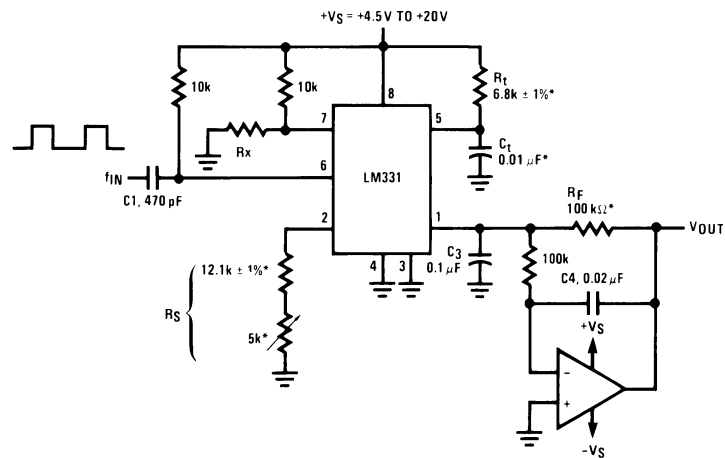 +VS = +4.5V TO +20V
10k
10k
Rt
6.8k ± 1%*
8
7
5
Rx
Ct
0.01 μF*
6
LM331
fIN
C1, 470 pF
RF
100 kΩ*
2
1
VOUT
12.1k ± 1%*
C3
0.1 μF
100k
4
3
C4, 0.02 μF
RS
+VS
5k*
−
+
−VS